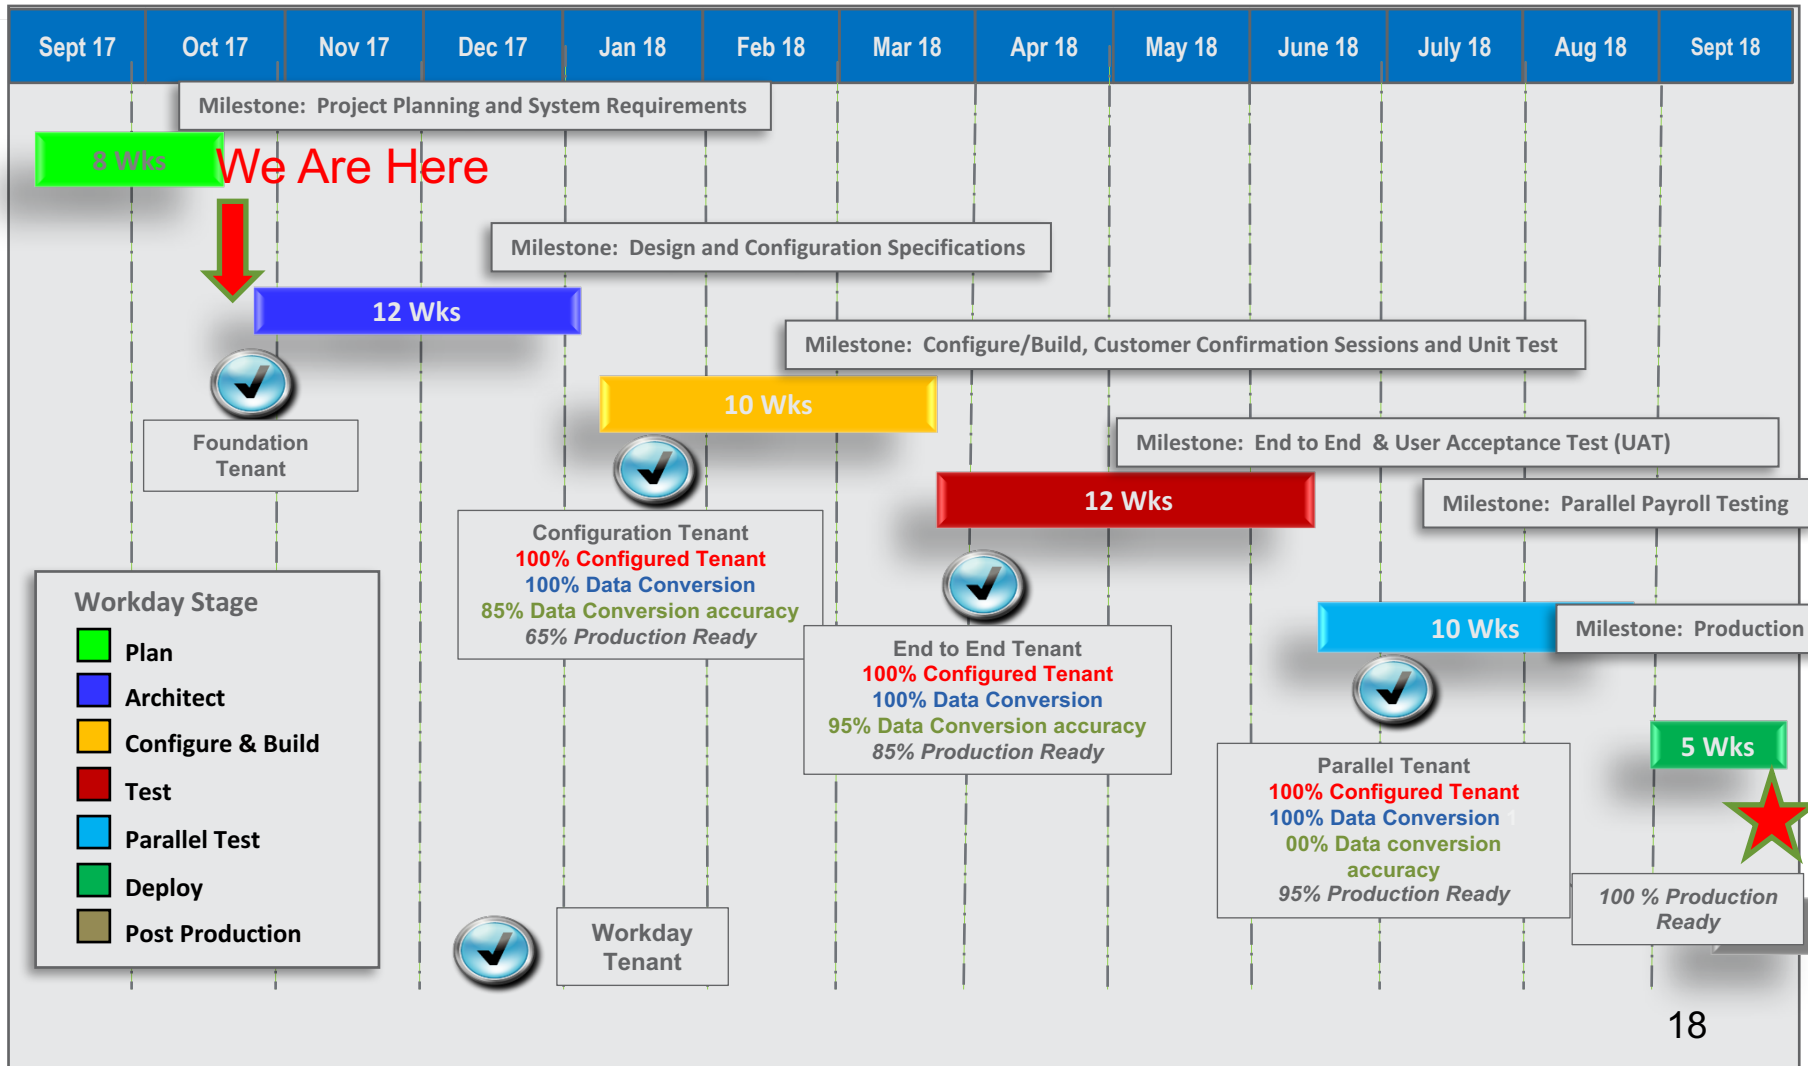 Sept 17
Oct 17
Nov 17
Dec 17
Jan 18
Feb 18
Mar 18
Apr 18
May 18
June 18
July 18
Aug 18
Sept 18
Milestone: Project Planning and System Requirements
8 Wks
We Are Here
Milestone: Design and Configuration Specifications
12 Wks
Milestone: Configure/Build, Customer Confirmation Sessions and Unit Test
10 Wks
Foundation
Tenant
Milestone: End to End & User Acceptance Test (UAT)
12 Wks
Milestone: Parallel Payroll Testing
Configuration Tenant
100% Configured Tenant
100% Data Conversion
85% Data Conversion accuracy
65% Production Ready
10 Wks
Milestone: Production
End to End Tenant
100% Configured Tenant
100% Data Conversion
95% Data Conversion accuracy
85% Production Ready
5 Wks
Parallel Tenant
100% Configured Tenant
100% Data Conversion 1
00% Data conversion
accuracy
95% Production Ready
100 % Production
Ready
Workday Stage
Plan
Architect
Configure & Build
Test
Parallel Test
Deploy
Post Production
Workday
Tenant
18